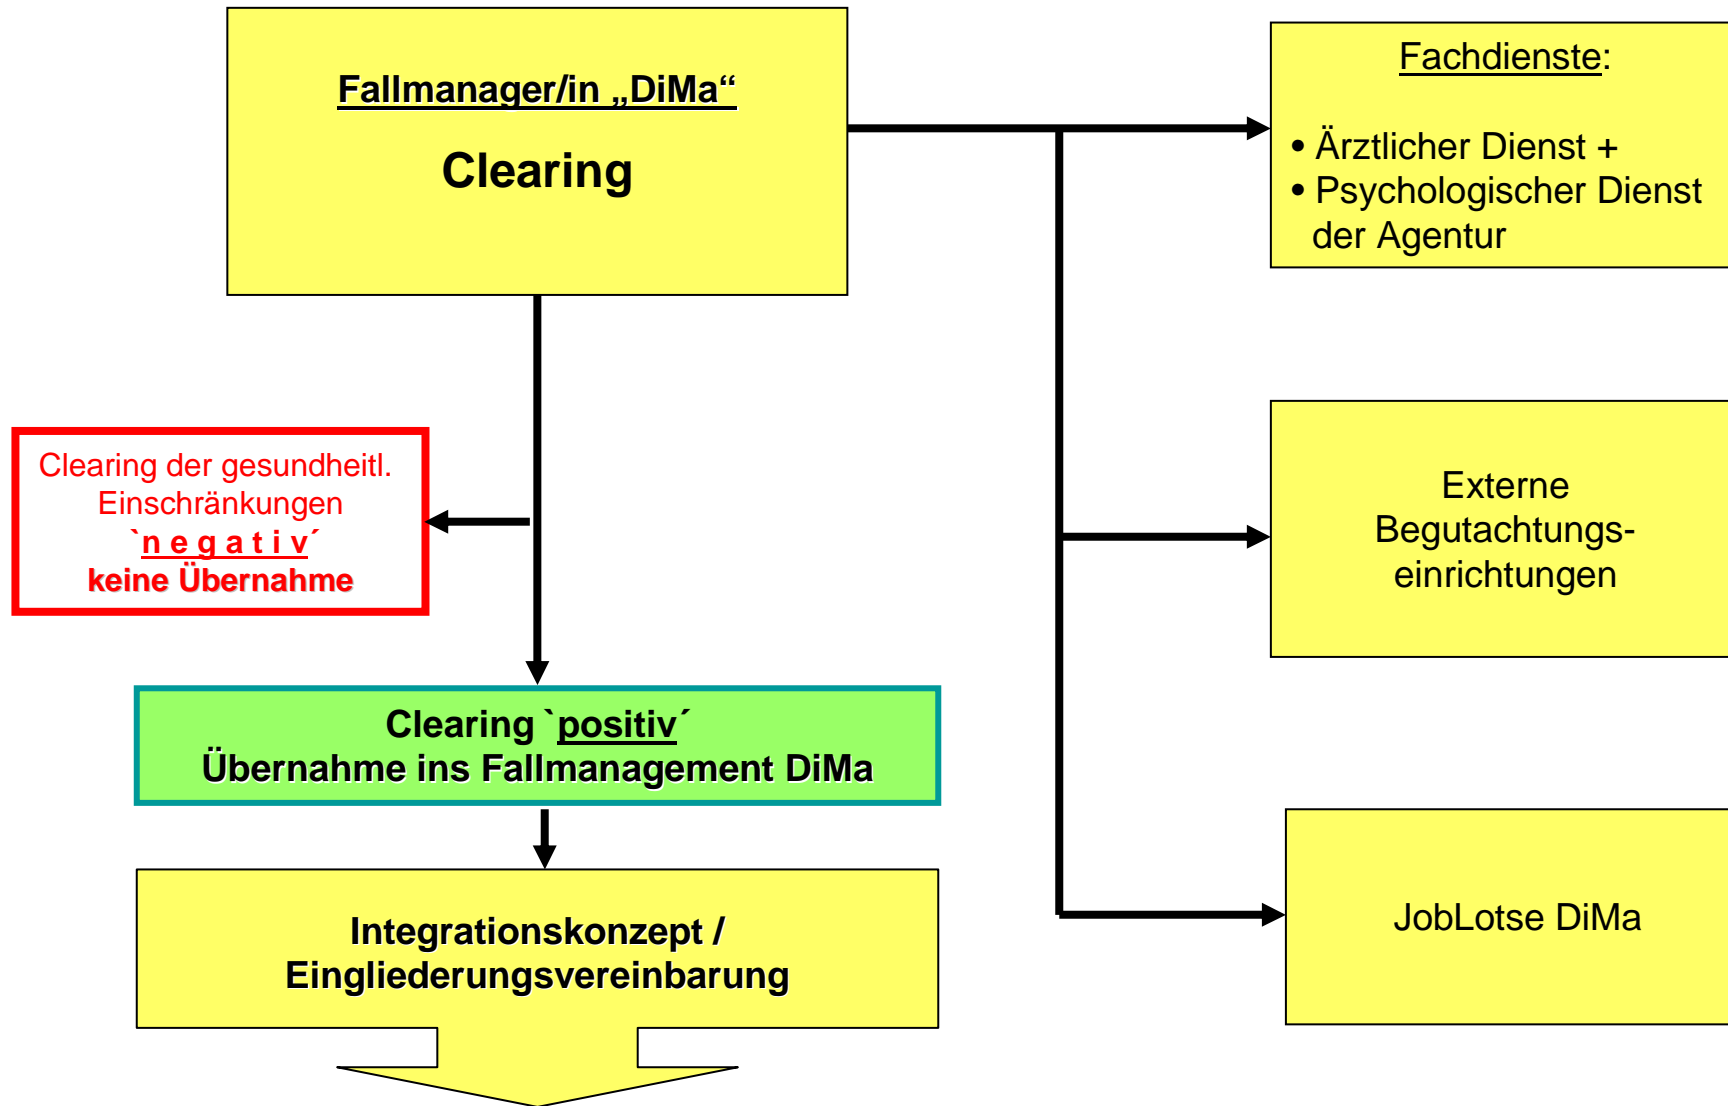 Fallmanager/in „DiMa“
Clearing
Fachdienste:
• Ärztlicher Dienst +
• Psychologischer Dienst
der Agentur
Clearing der gesundheitl.
Einschränkungen
`n e g a t i v´
keine Übernahme
Externe
Begutachtungs-
einrichtungen
Clearing `positiv´
Übernahme ins Fallmanagement DiMa
Integrationskonzept /
Eingliederungsvereinbarung
JobLotse DiMa